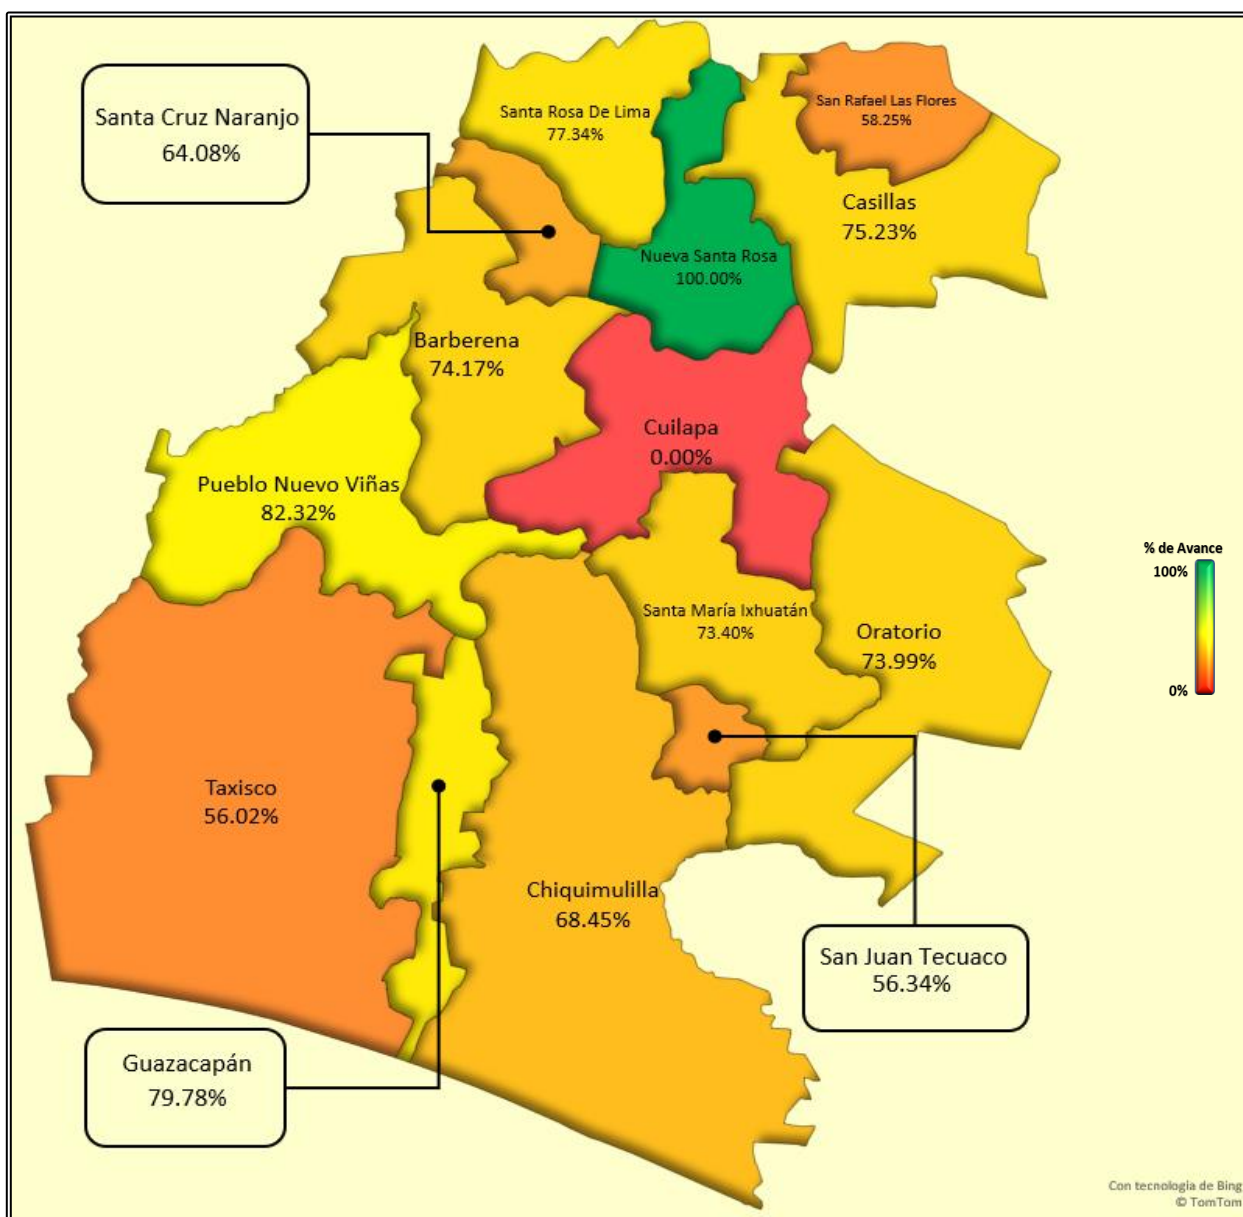 Santa Cruz Naranjo
64.08%
Santa Rosa De Lima
77.34%
San Rafael Las Flores
58.25%
Casillas
75.23%
Nueva Santa Rosa
100.00%
Barberena
74.17%
Cuilapa
0.00%
Pueblo Nuevo Viñas
82.32%
% de Avance
100%
0%
Santa María Ixhuatán
73.40%
Oratorio
73.99%
Taxisco
56.02%
Chiquimulilla
68.45%
San Juan Tecuaco
56.34%
Guazacapán
79.78%
Con tecnología de Bing
© TomTom